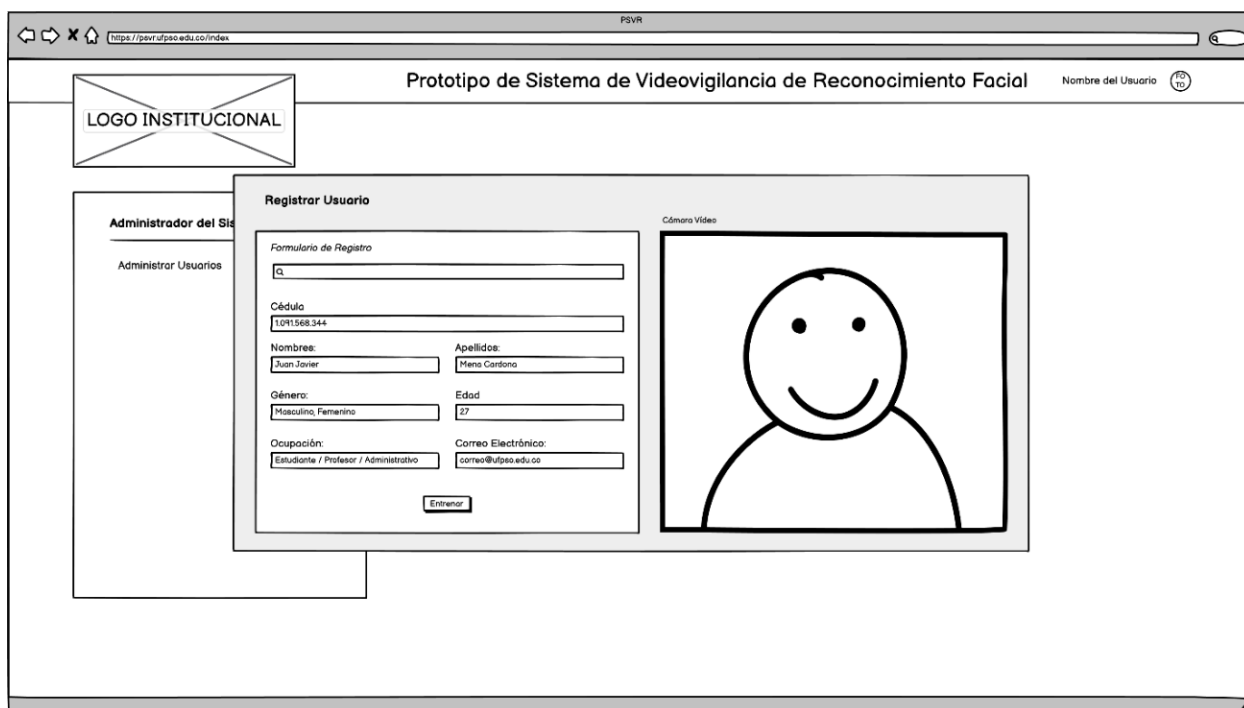 PSVR
https://psvr.ufpso.edu.co/index
Prototipo de Sistema de Videovigilancia de Reconocimiento Facial
Nombre del Usuario
FO
TO
LOGO INSTITUCIONAL
Administrador del Sis
Administrar Usuarios
Registrar Usuario
Formulario de Registro
Cédula
1.091.568.344
Nombres:
Apellidos:
Juan Javier
Mena Cardona
Género:
Edad
Masculino, Femenino
27
Ocupación:
Correo Electrónico:
Estudiante / Profesor / Administrativo
correo@ufpso.edu.co
Entrenar
Cámara Vídeo